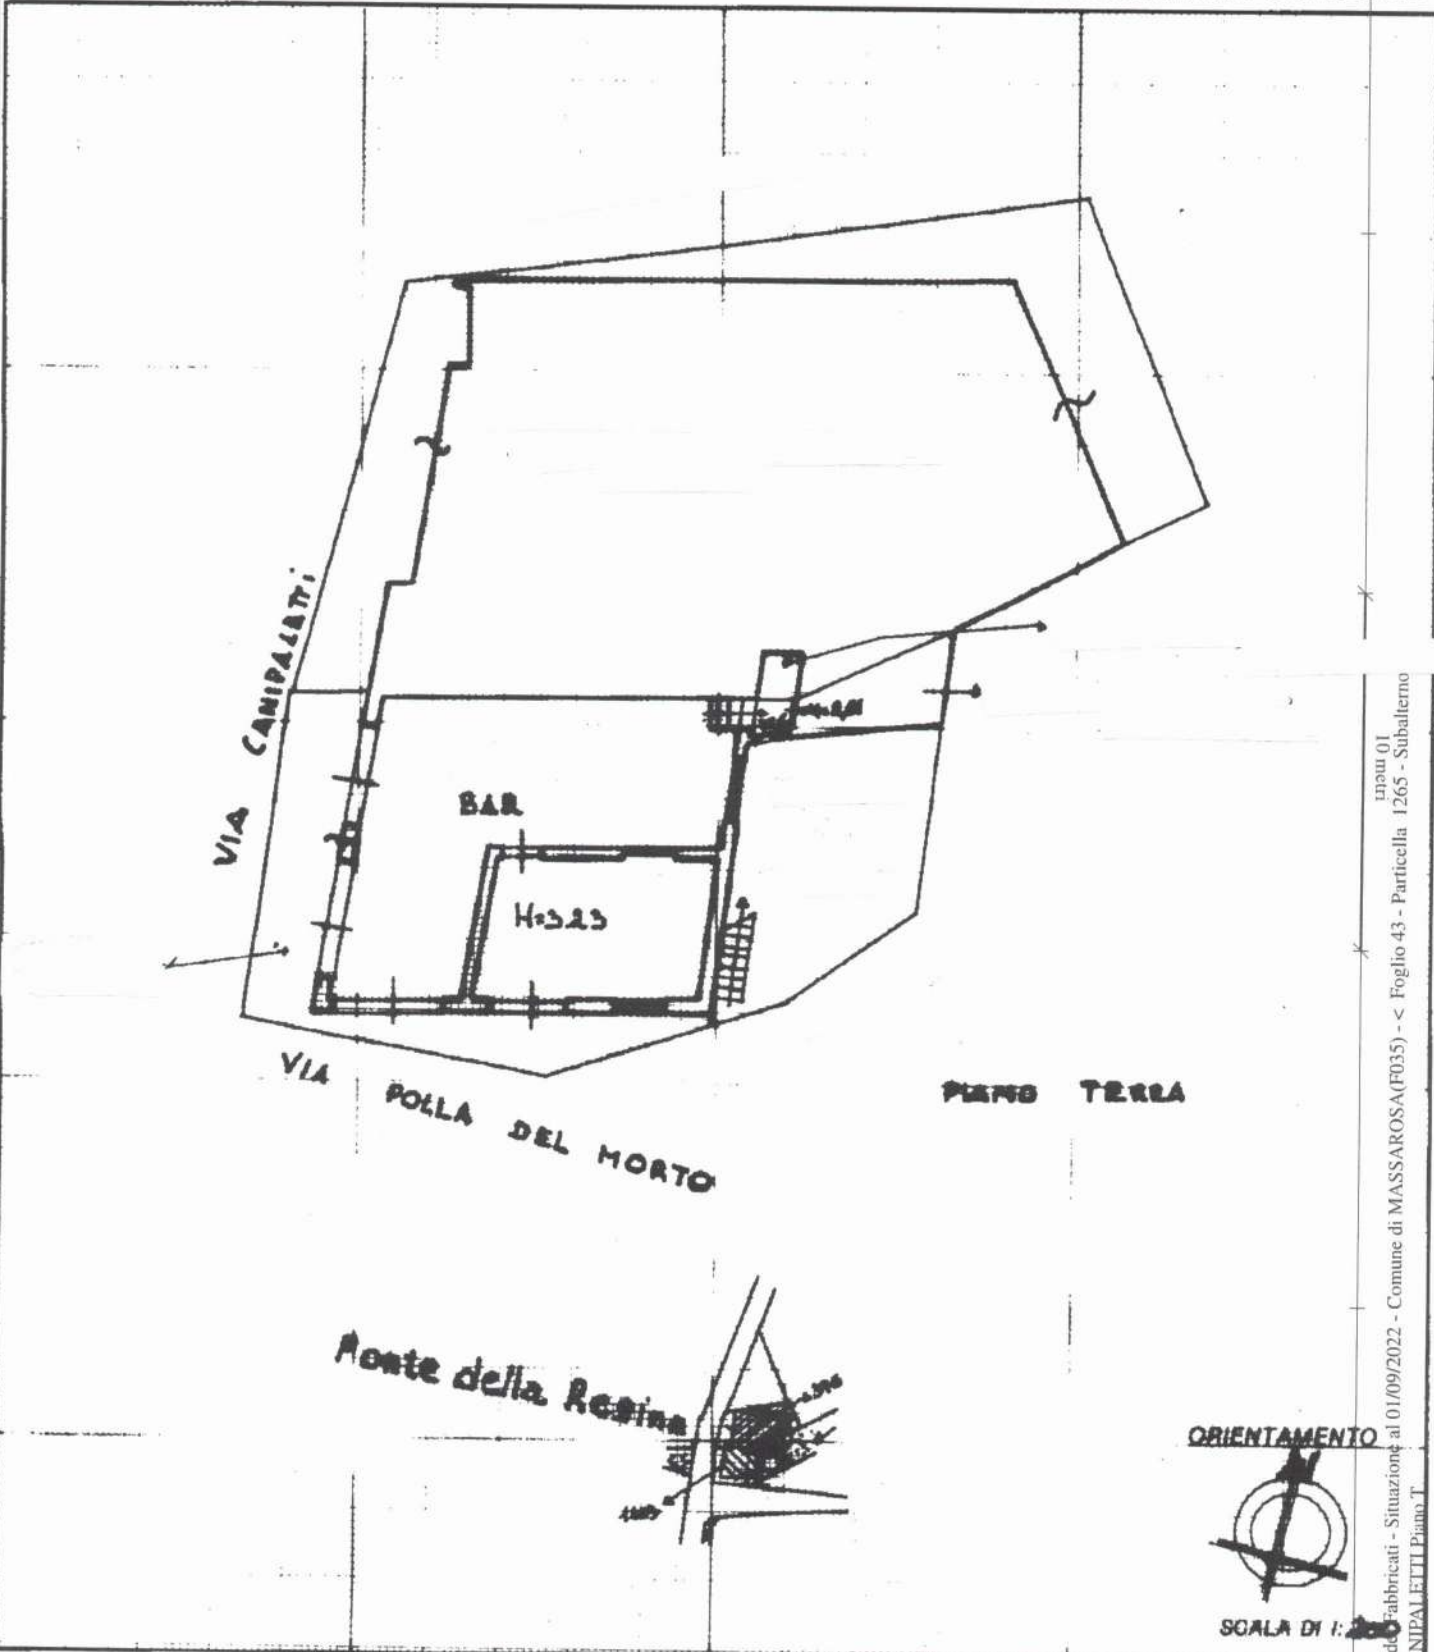 VIA CANIPALETTI
BAR
H=3.23
VIA POLLA DEL MORTO
PIANO TERRA
Monte della Regina
ORIENTAMENTO
N
SCALA DI 1:200
10 metri
Fabbricati - Situazione al 01/09/2022 - Comune di MASSAROSA(F035) - < Foglio 43 - Particella 1265 - Subalterno
NIPALETTI Piano T